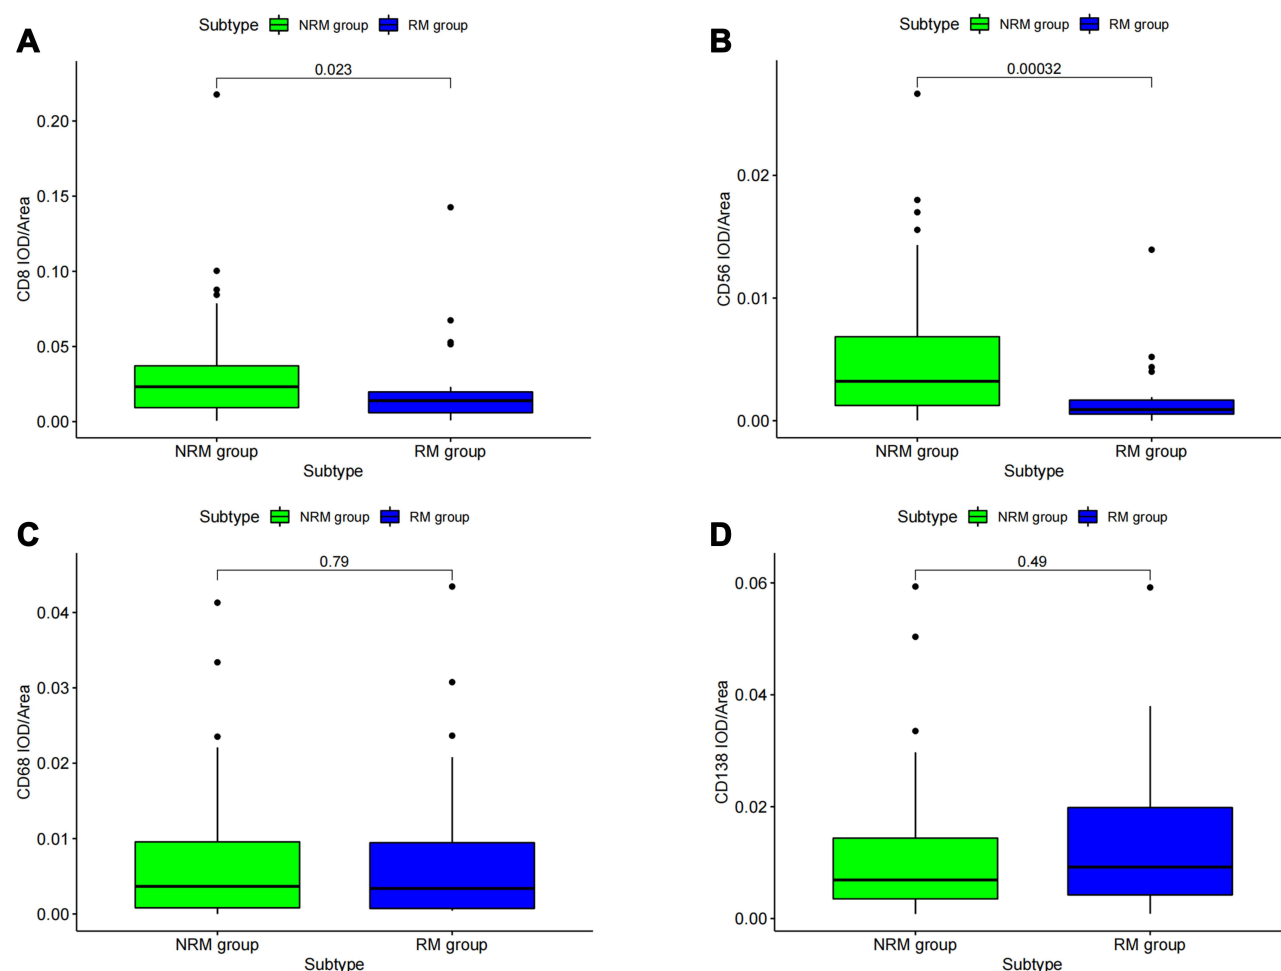 A
Subtype NRM group RM group
0.023
CD8 IOD/Area
0.20
0.15
0.10
0.05
0.00
NRM group RM group
Subtype
B
Subtype NRM group RM group
0.00032
CD56 IOD/Area
0.02
0.01
0.00
NRM group RM group
Subtype
C
Subtype NRM group RM group
0.79
CD68 IOD/Area
0.04
0.03
0.02
0.01
0.00
NRM group RM group
Subtype
D
Subtype NRM group RM group
0.49
CD138 IOD/Area
0.06
0.04
0.02
0.00
NRM group RM group
Subtype